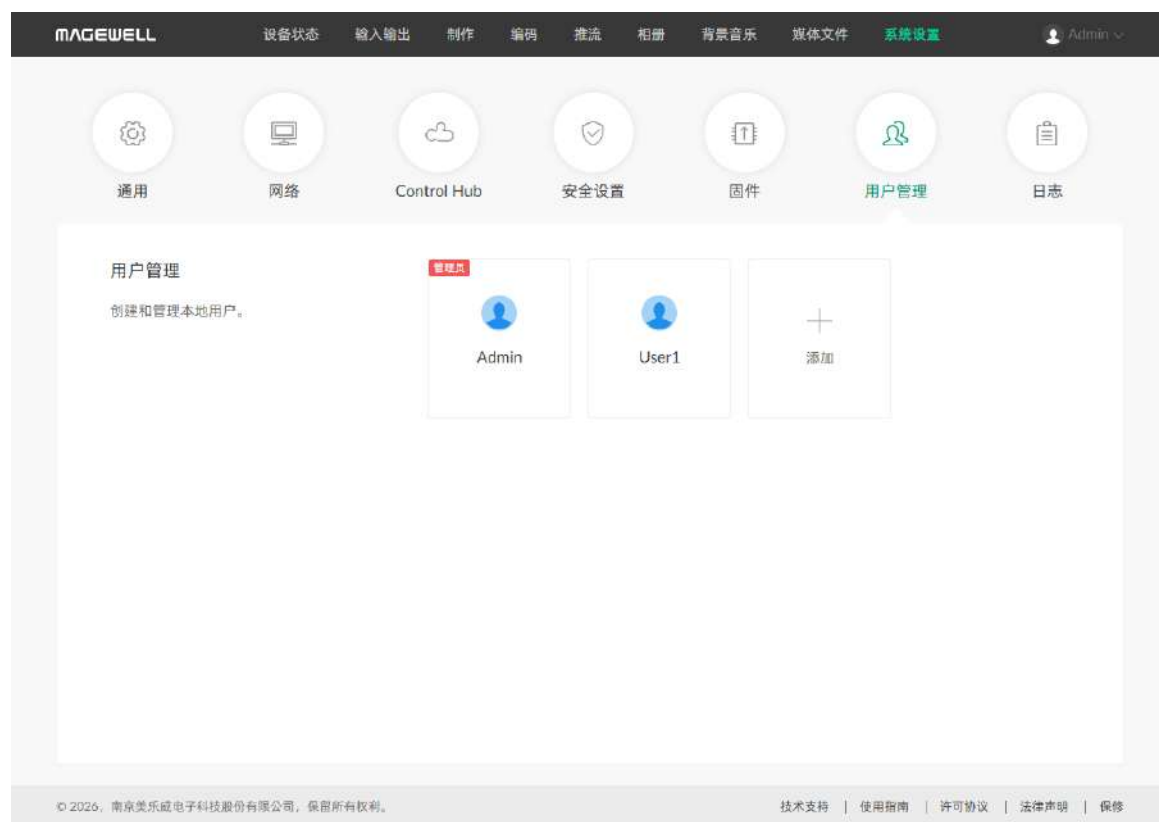 MAGEWELL 设备状态 输入输出 制作 编码 推流 相册 背景音乐 媒体文件 系统设置 Admin
通用 网络 Control Hub 安全设置 固件 用户管理 日志
用户管理
创建和管理本地用户。
管理员
Admin User1 添加
© 2026，南京美乐威电子科技股份有限公司，保留所有权利。 技术支持 | 使用指南 | 许可协议 | 法律声明 | 保修